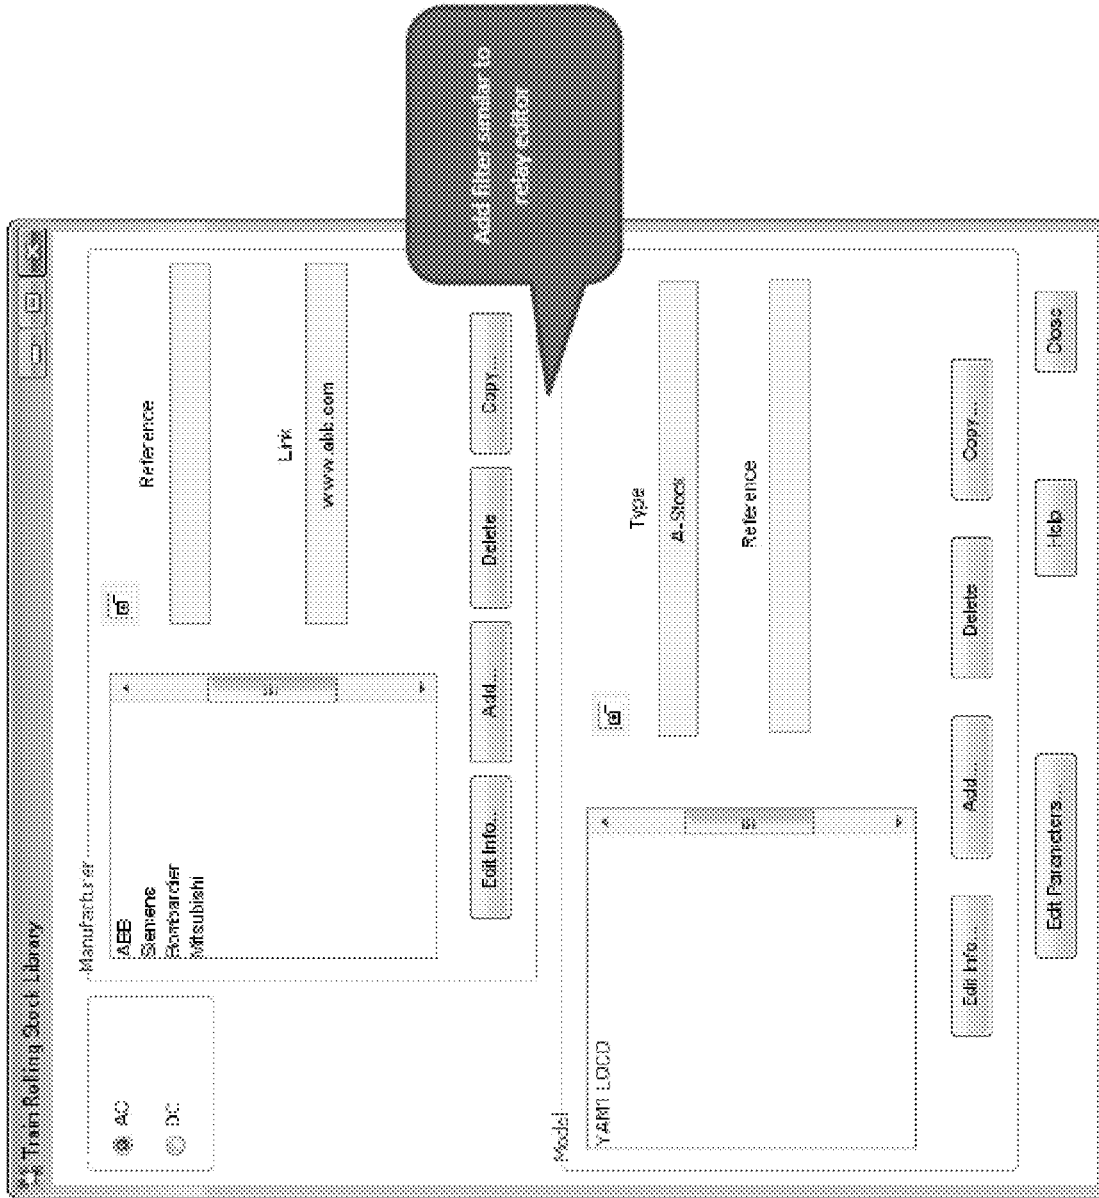 Train Rolling Stock Library
AC
DC
Manufacturer
ABB
Siemens
Bombarder
Mitsubishi
Reference
Link
www.abb.com
Edit Info...
Add...
Delete
Copy...
Add filter similar to
relay editor
Model
YAM1 LOCO
Type
A-Stock
Reference
Edit Info...
Add...
Delete
Copy...
Edit Parameters...
Help
Close